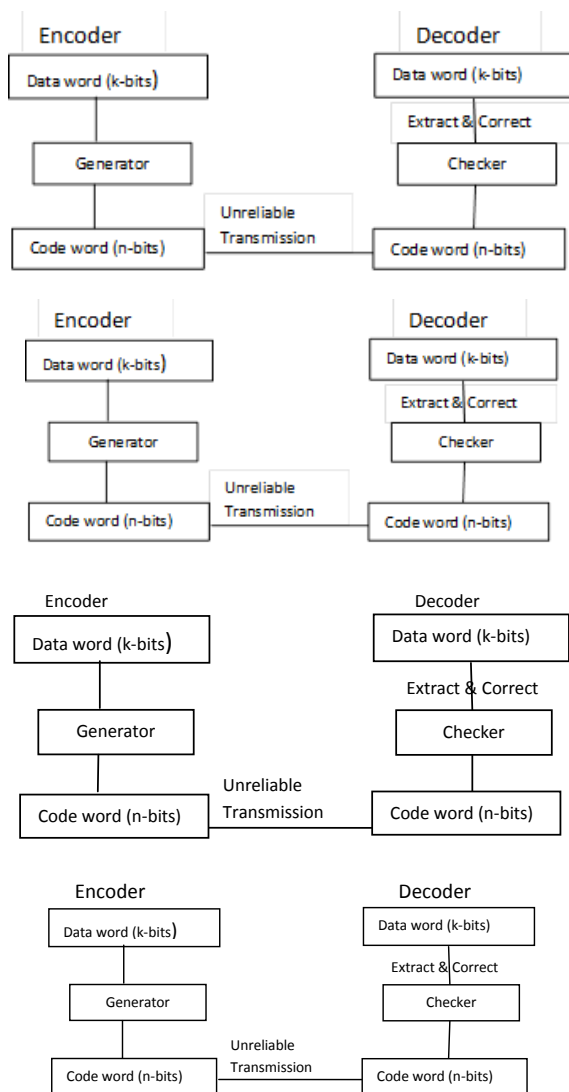 Encoder
Decoder
Data word (k-bits)
Data word (k-bits)
Extract & Correct
Generator
Checker
Unreliable
Transmission
Code word (n-bits)
Code word (n-bits)
Encoder
Decoder
Data word (k-bits)
Data word (k-bits)
Extract & Correct
Generator
Checker
Unreliable
Transmission
Code word (n-bits)
Code word (n-bits)
Encoder
Decoder
Data word (k-bits)
Data word (k-bits)
Extract & Correct
Generator
Checker
Unreliable
Transmission
Code word (n-bits)
Code word (n-bits)
Encoder
Decoder
Data word (k-bits)
Data word (k-bits)
Extract & Correct
Generator
Checker
Unreliable
Transmission
Code word (n-bits)
Code word (n-bits)